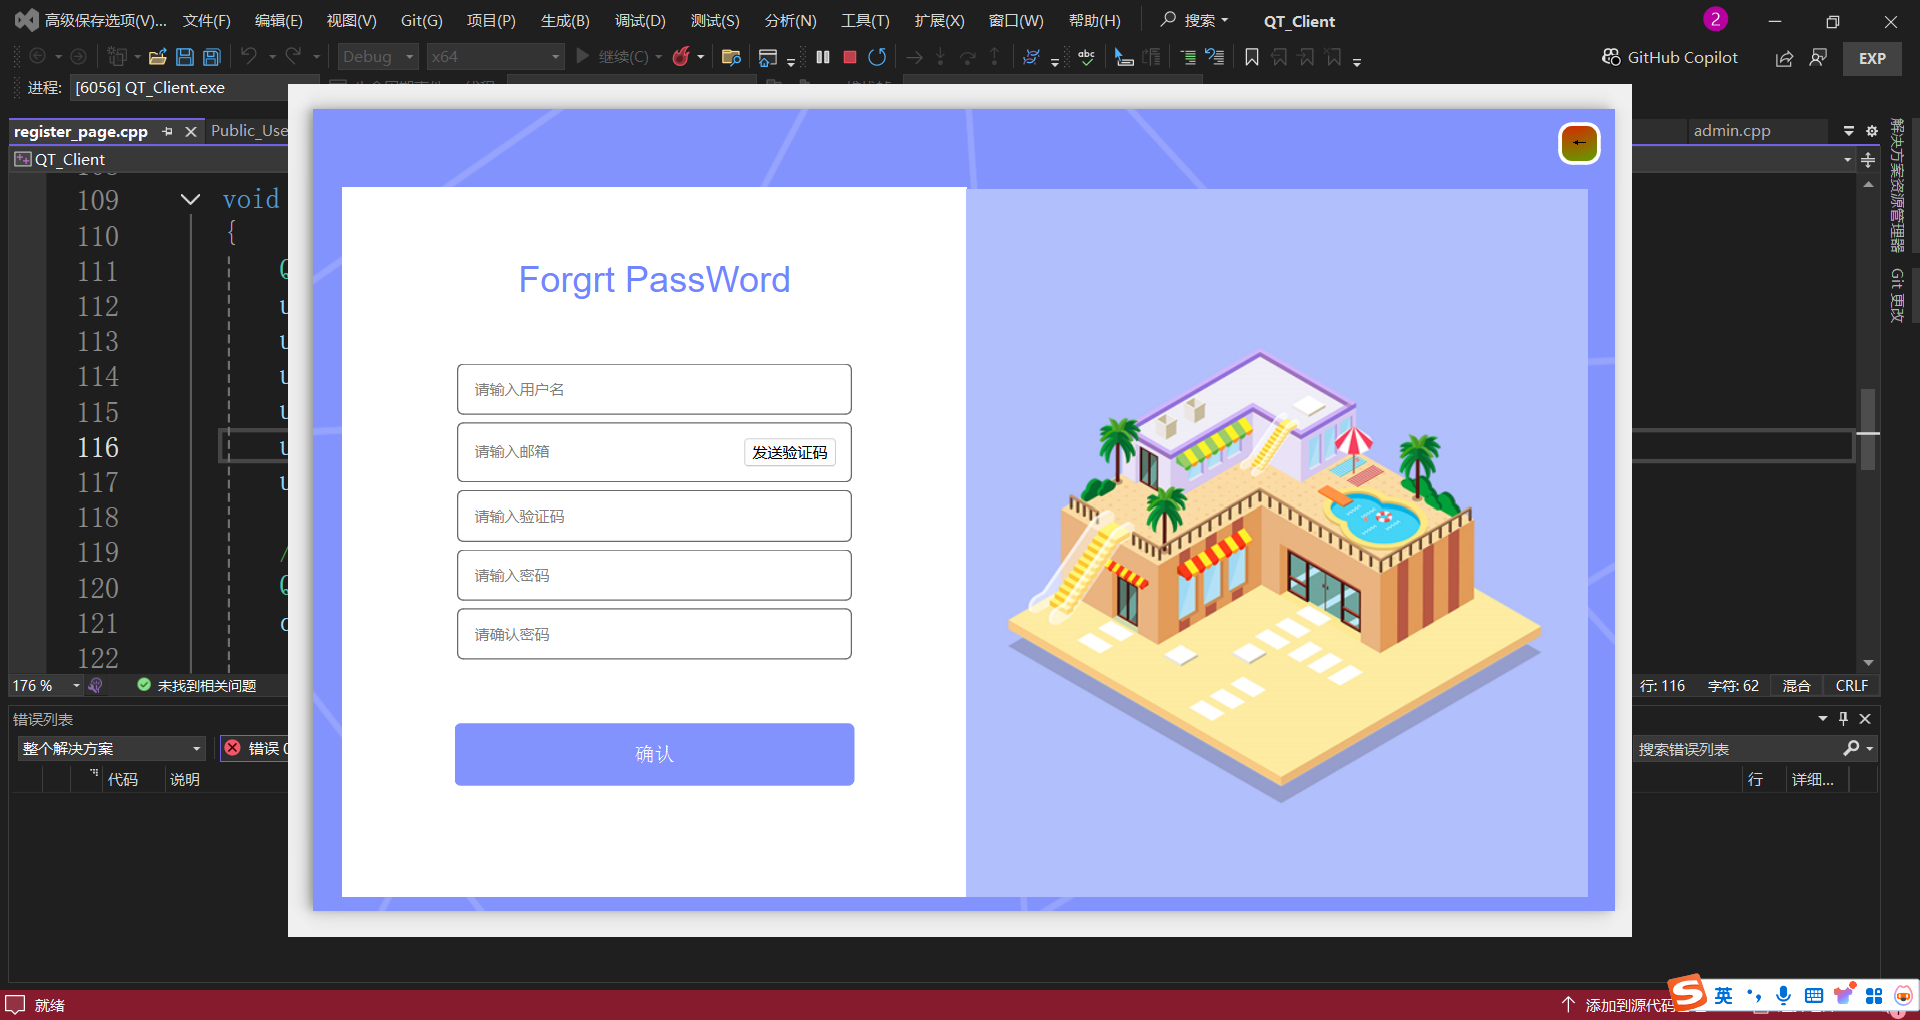 高级保存选项(V)... 文件(F) 编辑(E) 视图(V) Git(G) 项目(P) 生成(B) 调试(D) 测试(S) 分析(N) 工具(T) 扩展(X) 窗口(W) 帮助(H) 搜索 QT_Client 2
Debug x64 继续(C) GitHub Copilot EXP
进程: [6056] QT_Client.exe
register_page.cpp Public_Use admin.cpp
QT_Client
109 void
110 {
111
112 u
113 u
114 u
115 u
116 u
117 u
118
119 /
120
121
122
Forgrt PassWord
请输入用户名
请输入邮箱 发送验证码
请输入验证码
请输入密码
请确认密码
确认
←
解决方案资源管理器
Git 更改
176 % 未找到相关问题 行: 116 字符: 62 混合 CRLF
错误列表
整个解决方案 错误 搜索错误列表
代码 说明 行 详细...
就绪 添加到源代码
英